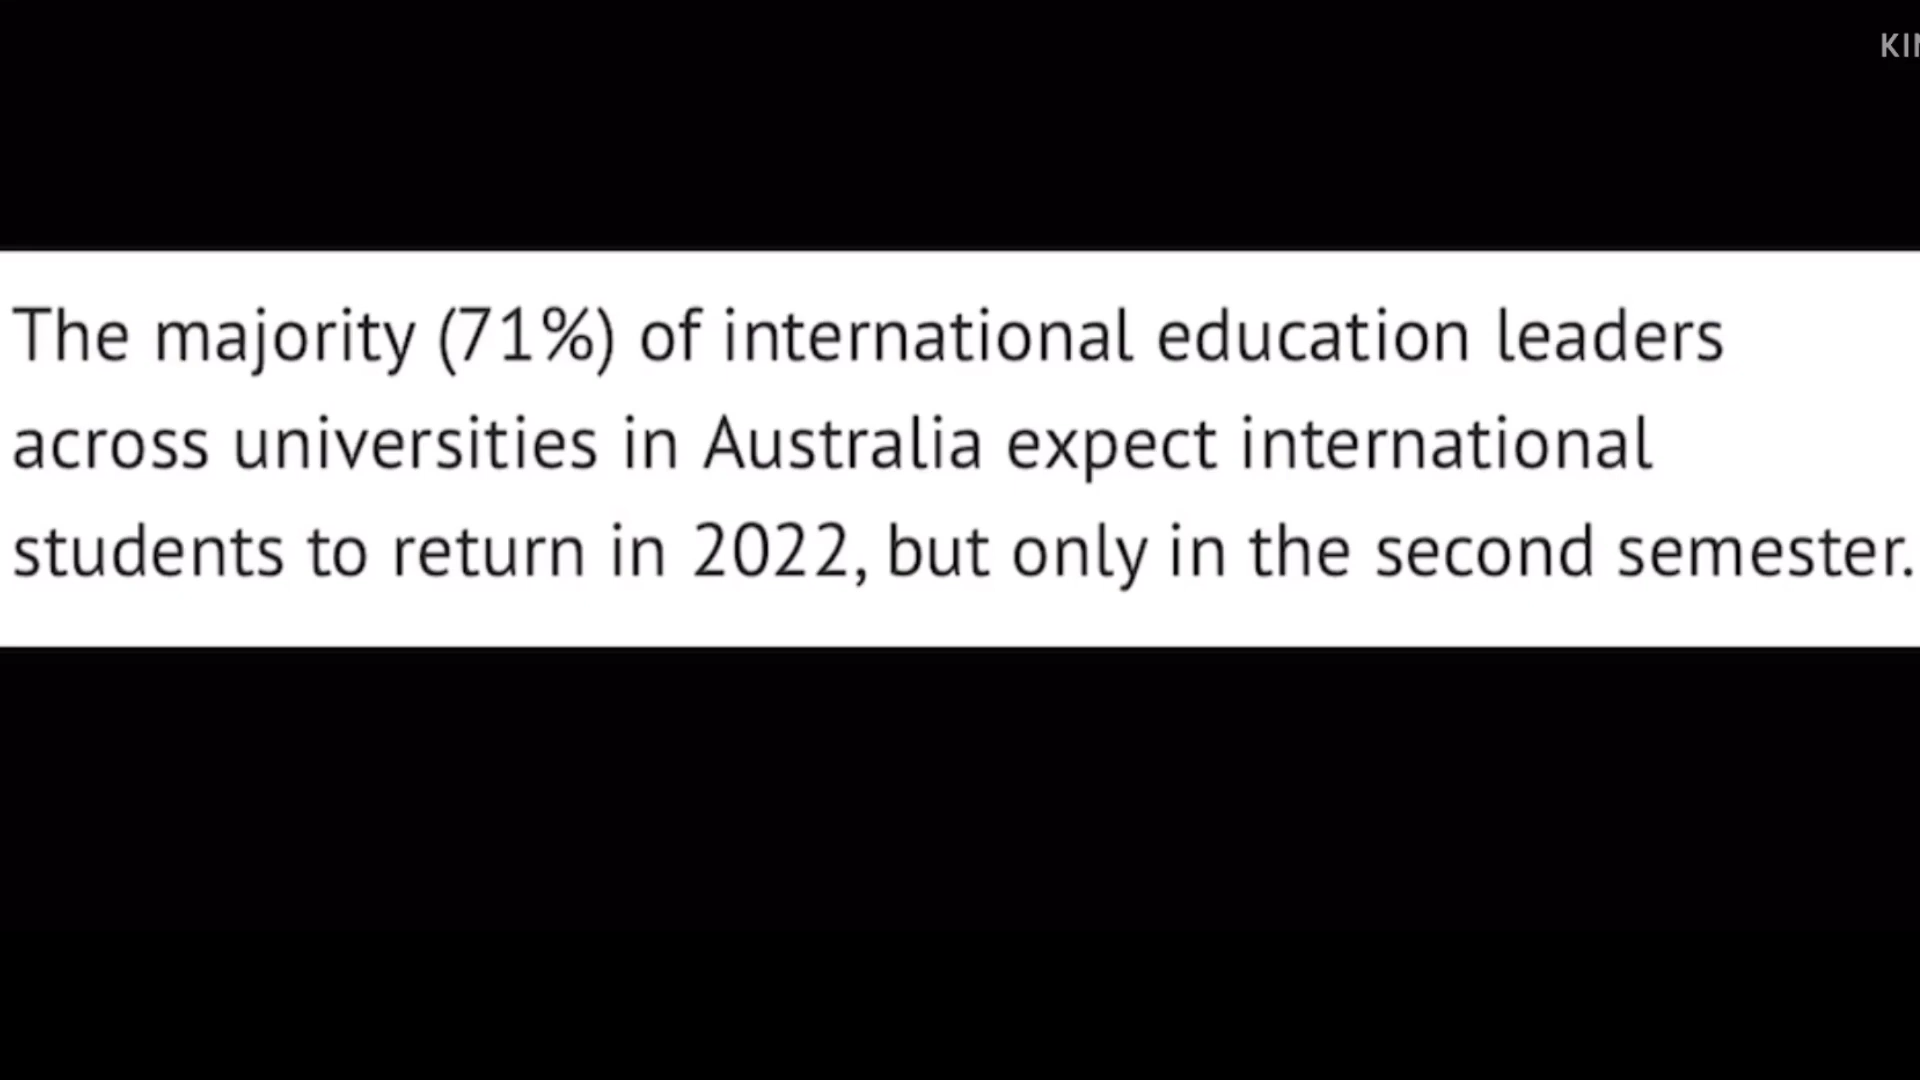 The majority (71%) of international education leaders
across universities in Australia expect international
students to return in 2022, but only in the second semester.